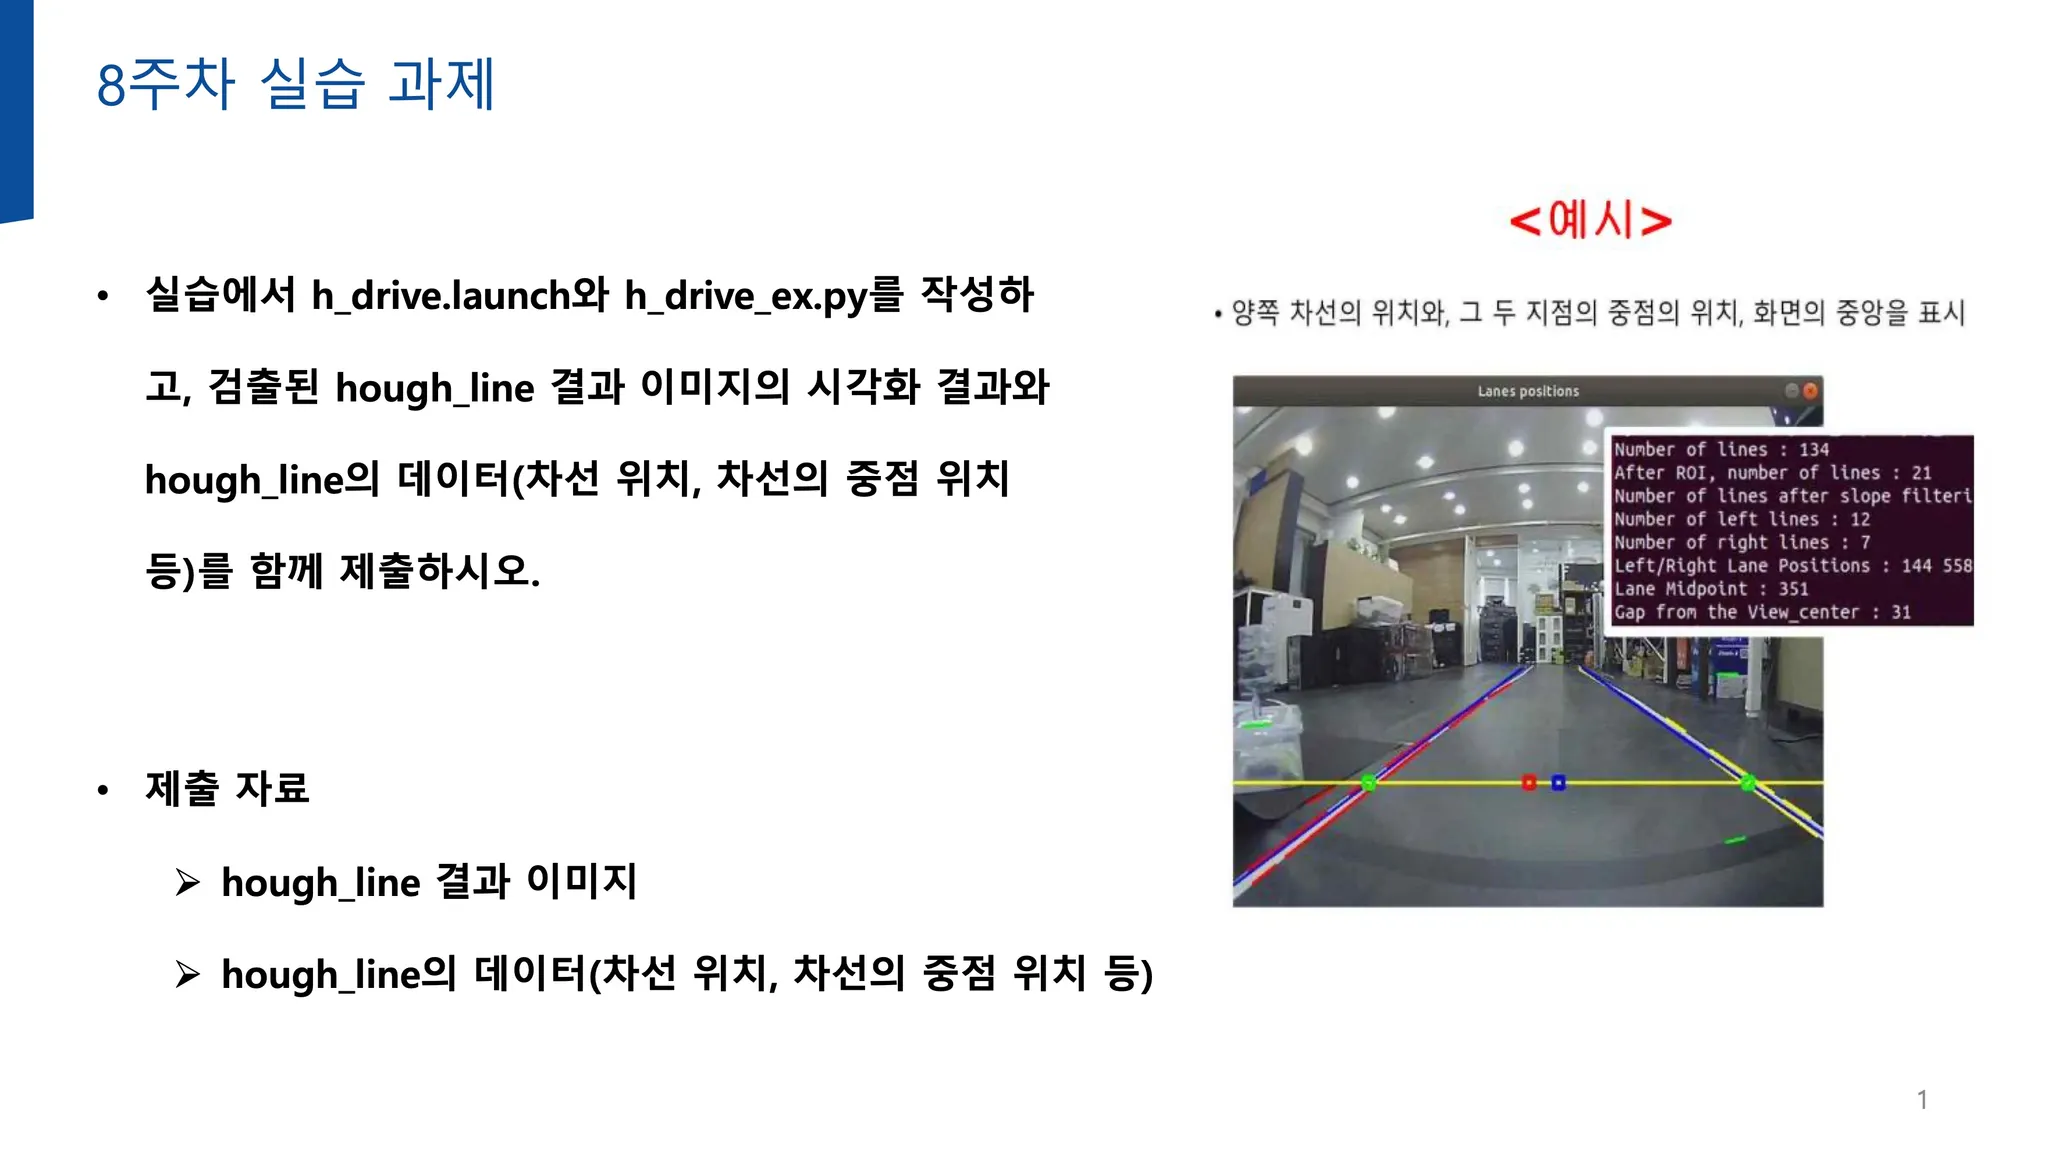 8주차 실습 과제
• 실습에서 h_drive.launch와 h_drive_ex.py를 작성하
고, 검출된 hough_line 결과 이미지의 시각화 결과와
hough_line의 데이터(차선 위치, 차선의 중점 위치
등)를 함께 제출하시오.
• 제출 자료
➢ hough_line 결과 이미지
➢ hough_line의 데이터(차선 위치, 차선의 중점 위치 등)
<예시>
• 양쪽 차선의 위치와, 그 두 지점의 중점의 위치, 화면의 중앙을 표시
Lanes positions
Number of lines : 134
After ROI, number of lines : 21
Number of lines after slope filteri
Number of left lines : 12
Number of right lines : 7
Left/Right Lane Positions : 144 558
Lane Midpoint : 351
Gap from the View_center : 31
1